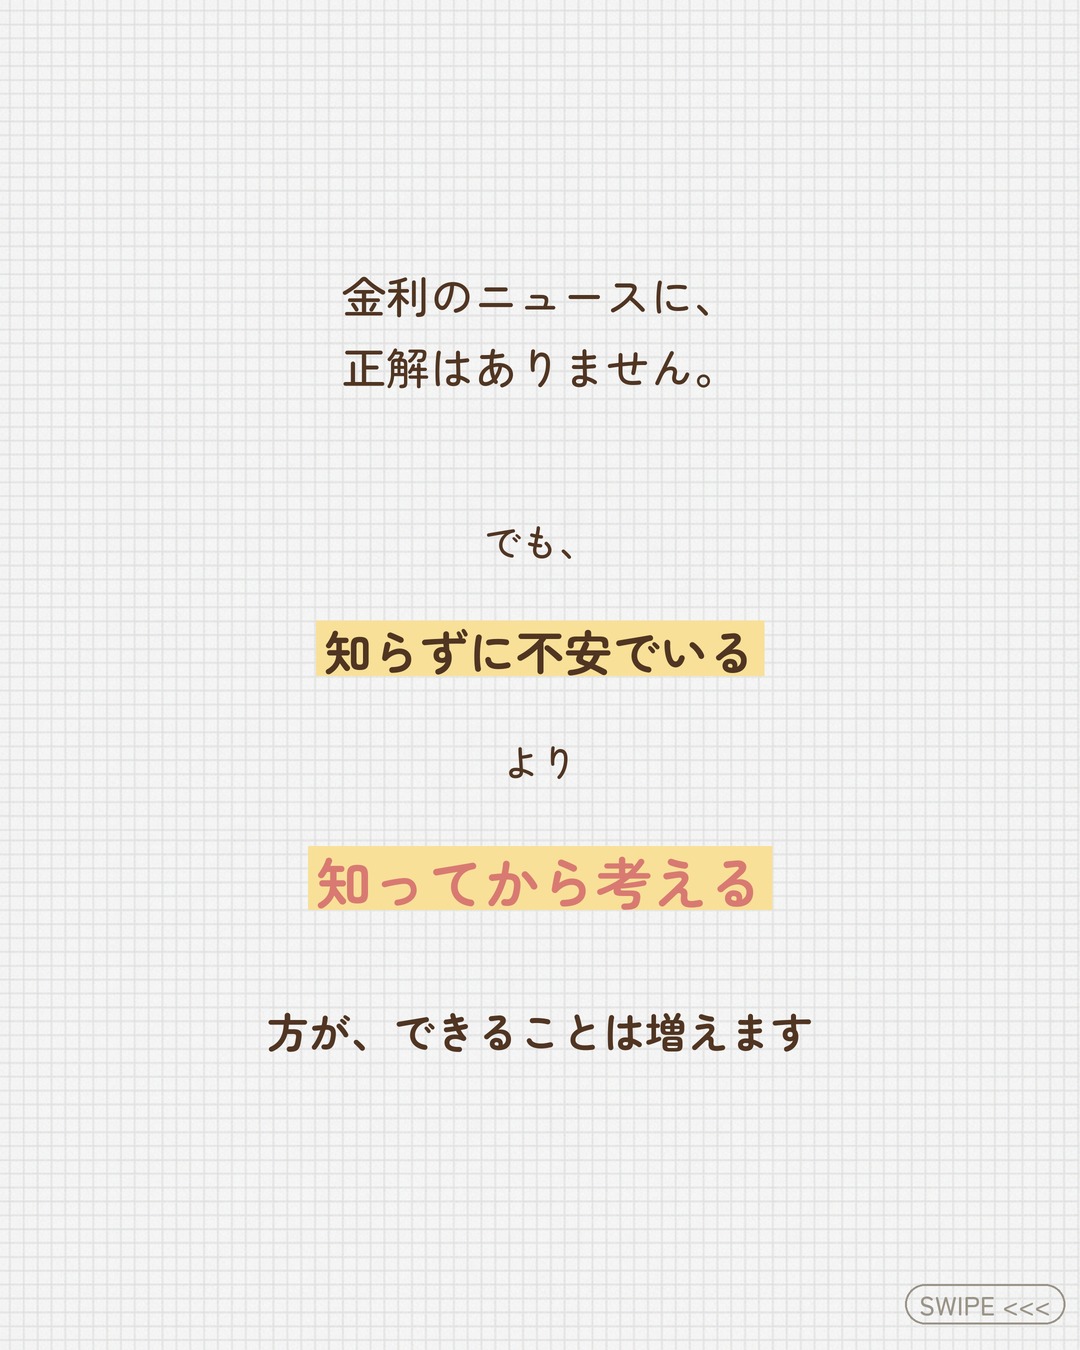 金利のニュースに、
正解はありません。
でも、
知らずに不安でいる
より
知ってから考える
方が、できることは増えます
SWIPE <<<